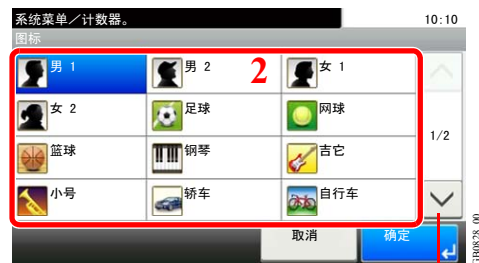 系统菜单／计数器。 10:10
图标
男 1 男 2 2 女 1
女 2 足球 网球
1/2
篮球 钢琴 吉它
小号 轿车 自行车
取消 确定
GB0828_00